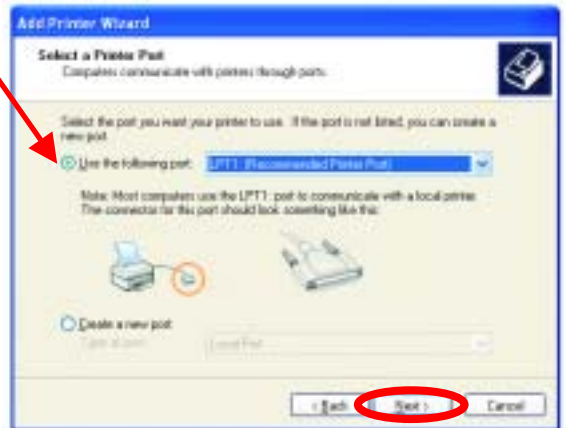 Add Printer Wizard
Select a Printer Port
Computers communicate with printers through ports.
Select the port you want your printer to use. If the port is not listed, you can create a
new port.
Use the following port: LPT1: (Recommended Printer Port)
Note: Most computers use the LPT1: port to communicate with a local printer.
The connector for this port should look something like this:
Create a new port:
Type of port: Local Port
< Back Next > Cancel